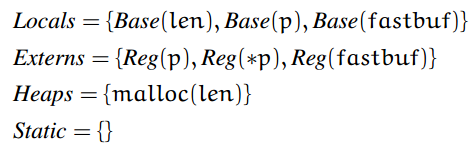 Locals = {Base(len), Base(p), Base(fastbuf)}
Externs = {Reg(p), Reg(*p), Reg(fastbuf)}
Heaps = {malloc(len)}
Static = {}